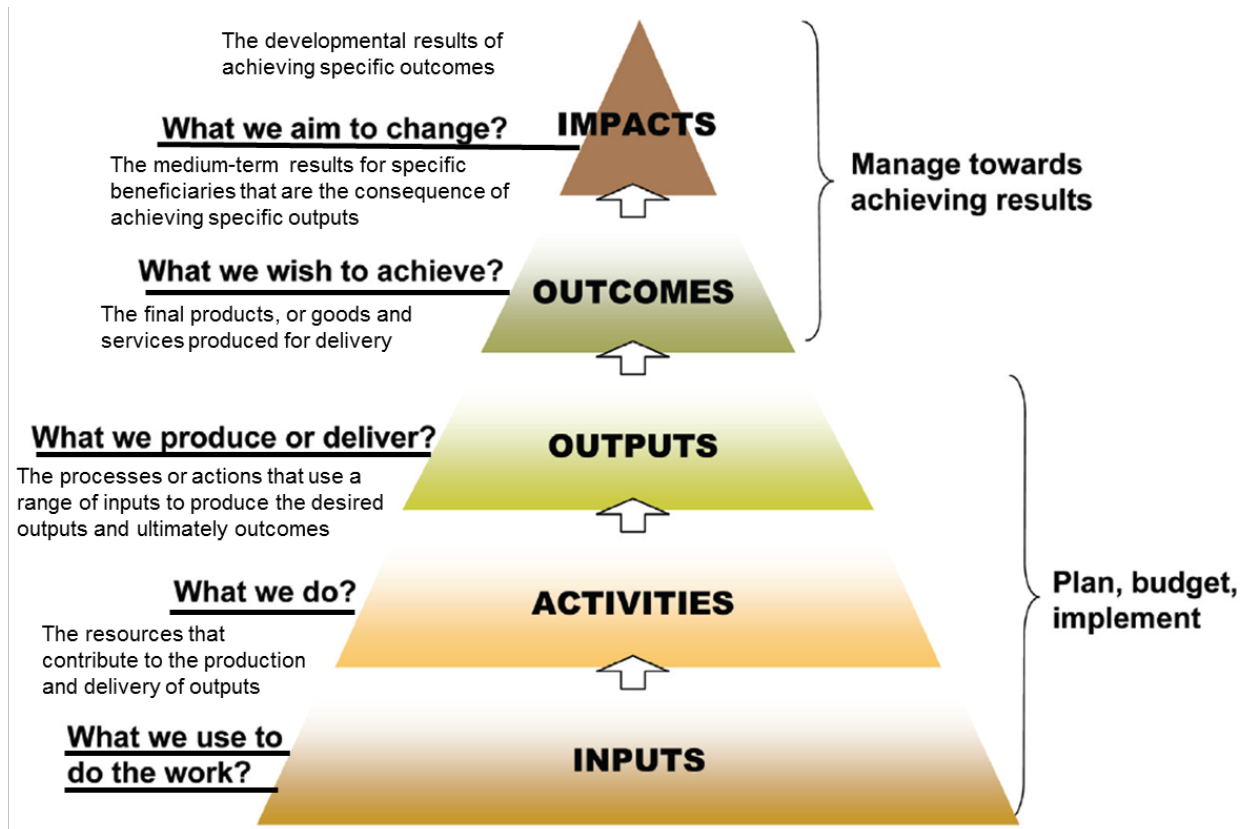 The developmental results of
achieving specific outcomes
What we aim to change?
IMPACTS
The medium-term results for specific
beneficiaries that are the consequence of
achieving specific outputs
Manage towards
achieving results
What we wish to achieve?
OUTCOMES
The final products, or goods and
services produced for delivery
What we produce or deliver?
OUTPUTS
The processes or actions that use a
range of inputs to produce the desired
outputs and ultimately outcomes
What we do?
ACTIVITIES
Plan, budget,
implement
The resources that
contribute to the production
and delivery of outputs
What we use to
do the work?
INPUTS